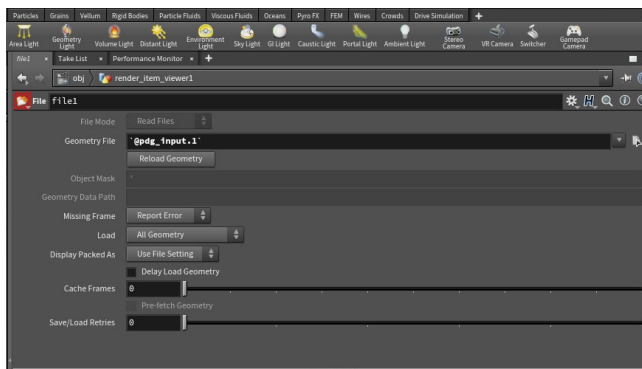 Particles Grains Vellum Rigid Bodies Particle Fluids Viscous Fluids Oceans Pyro FX FEM Wires Crowds Drive Simulation +
Area Light Geometry Light Volume Light Distant Light Environment Light Sky Light GI Light Caustic Light Portal Light Ambient Light Stereo Camera VR Camera Switcher Gamepad Camera
file1 × Take List × Performance Monitor × +
obj render_item_viewer1
File file1
File Mode Read Files
Geometry File `@pdg_input.1`
Reload Geometry
Object Mask *
Geometry Data Path
Missing Frame Report Error
Load All Geometry
Display Packed As Use File Setting
Delay Load Geometry
Cache Frames 0
Pre-fetch Geometry
Save/Load Retries 0